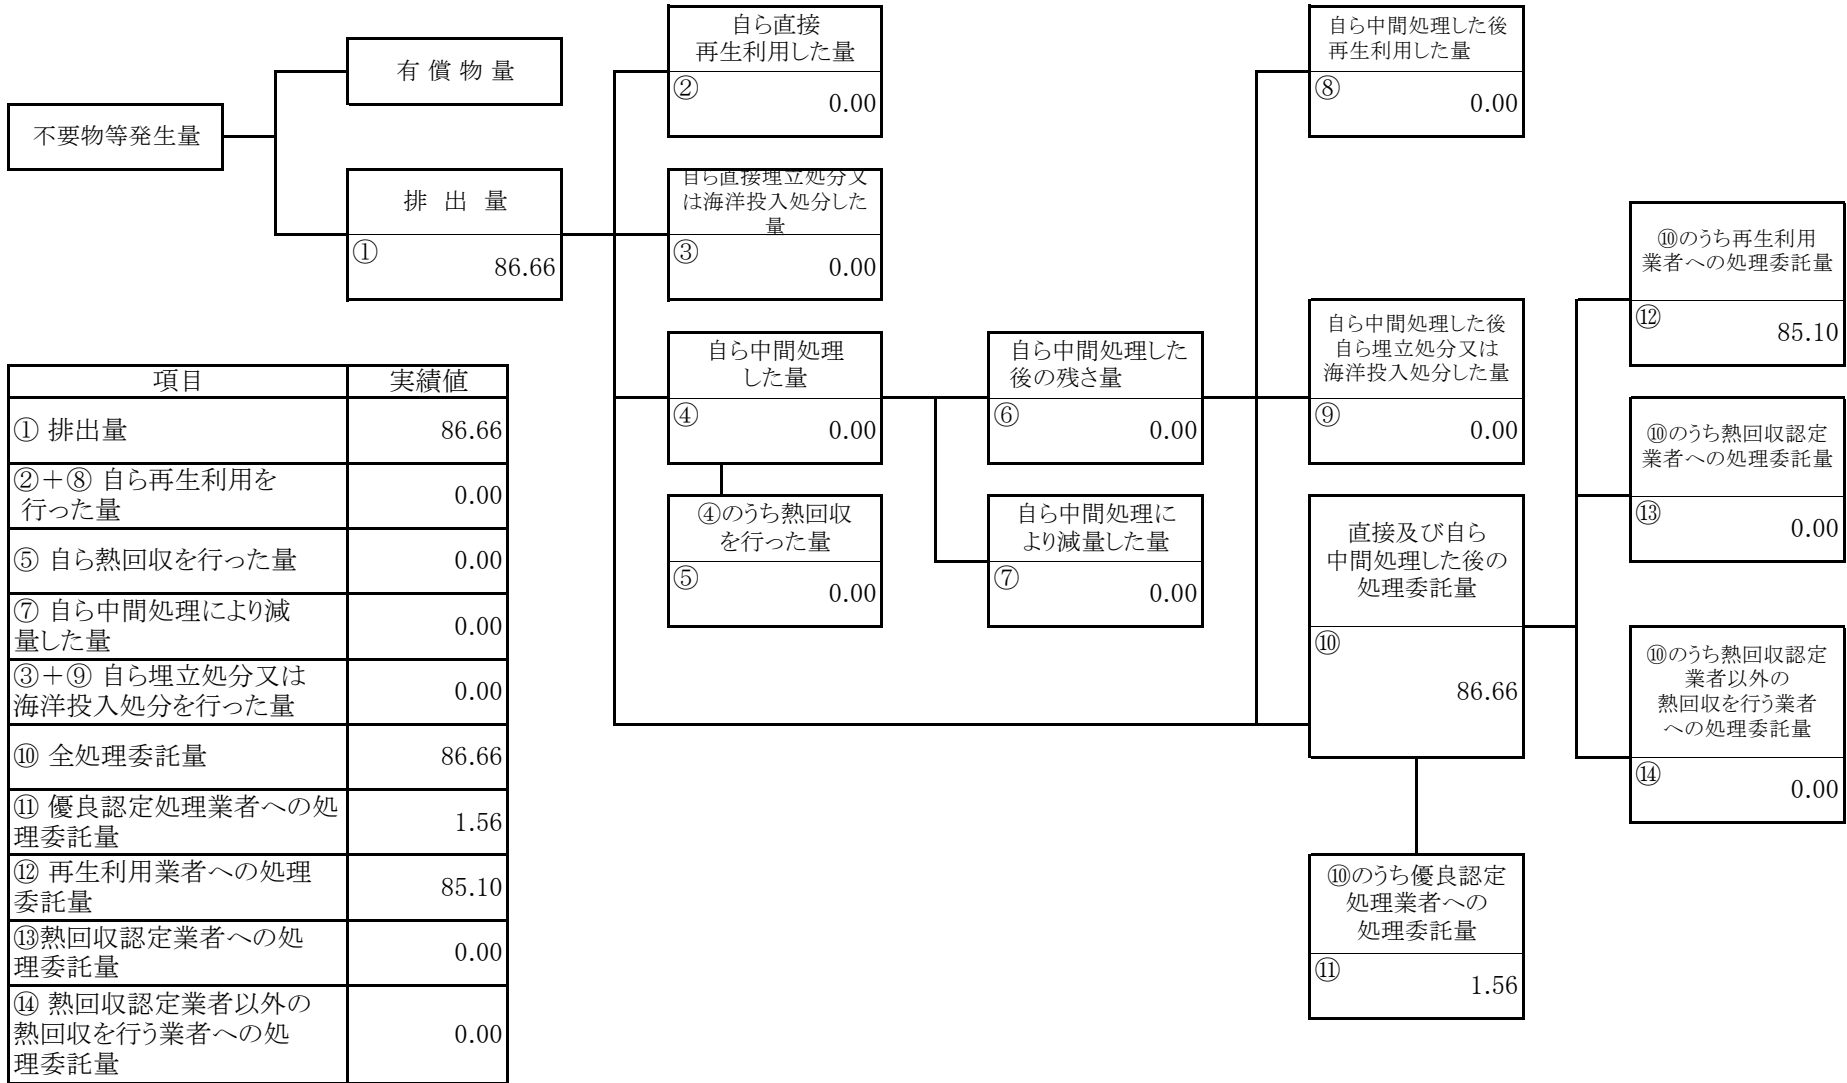 不要物等発生量
有償物量
排出量
①
86.66
自ら直接
再生利用した量
②
0.00
自ら直接埋立処分又
は海洋投入処分した
量
③
0.00
自ら中間処理
した量
④
0.00
④のうち熱回収
を行った量
⑤
0.00
自ら中間処理した
後の残さ量
⑥
0.00
自ら中間処理に
より減量した量
⑦
0.00
自ら中間処理した後
再生利用した量
⑧
0.00
自ら中間処理した後
自ら埋立処分又は
海洋投入処分した量
⑨
0.00
直接及び自ら
中間処理した後の
処理委託量
⑩
86.66
⑩のうち優良認定
処理業者への
処理委託量
⑪
1.56
⑩のうち再生利用
業者への処理委託量
⑫
85.10
⑩のうち熱回収認定
業者への処理委託量
⑬
0.00
⑩のうち熱回収認定
業者以外の
熱回収を行う業者
への処理委託量
⑭
0.00
項目 実績値
① 排出量 86.66
②+⑧ 自ら再生利用を
行った量 0.00
⑤ 自ら熱回収を行った量 0.00
⑦ 自ら中間処理により減
量した量 0.00
③+⑨ 自ら埋立処分又は
海洋投入処分を行った量 0.00
⑩ 全処理委託量 86.66
⑪ 優良認定処理業者への処
理委託量 1.56
⑫ 再生利用業者への処理
委託量 85.10
⑬熱回収認定業者への処
理委託量 0.00
⑭ 熱回収認定業者以外の
熱回収を行う業者への処
理委託量 0.00